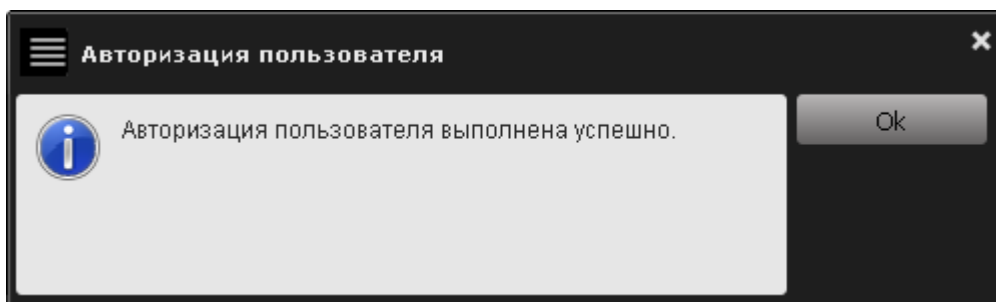 Авторизация пользователя
Авторизация пользователя выполнена успешно.
Ok